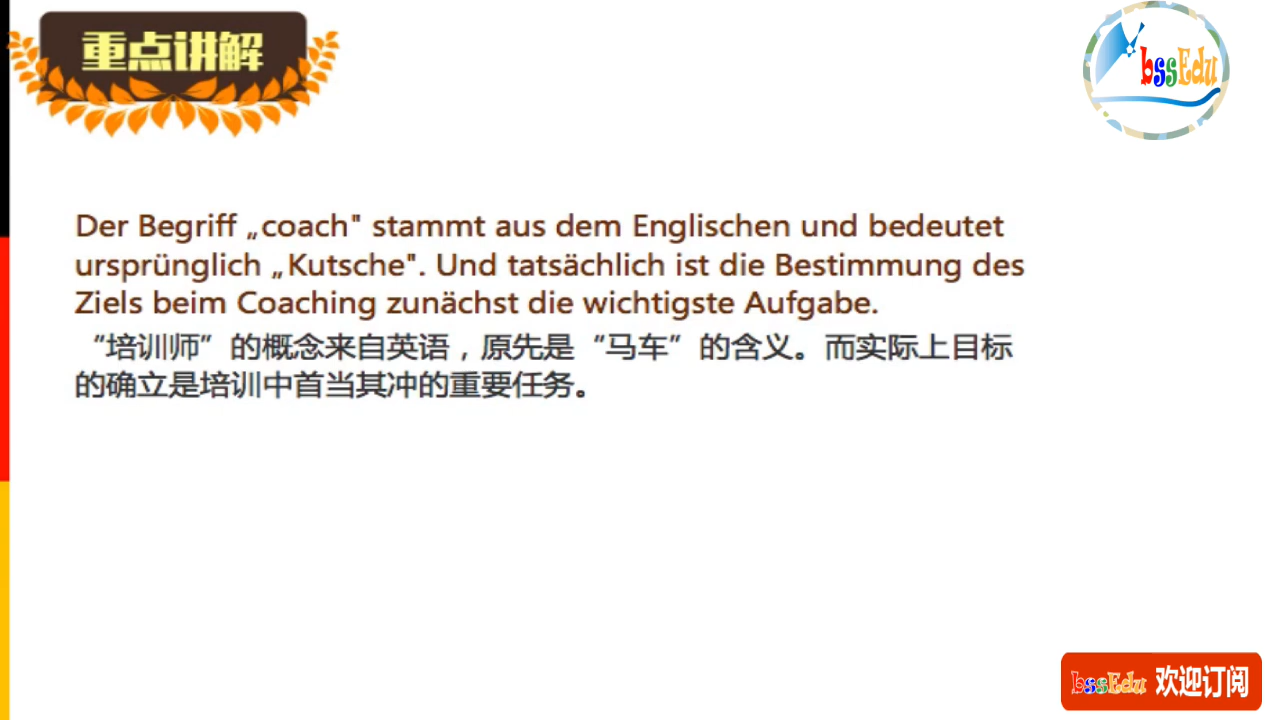 重点讲解
bssEdu
Der Begriff „coach" stammt aus dem Englischen und bedeutet
ursprünglich „Kutsche". Und tatsächlich ist die Bestimmung des
Ziels beim Coaching zunächst die wichtigste Aufgabe.
“培训师”的概念来自英语，原先是“马车”的含义。而实际上目标
的确立是培训中首当其冲的重要任务。
bssEdu 欢迎订阅